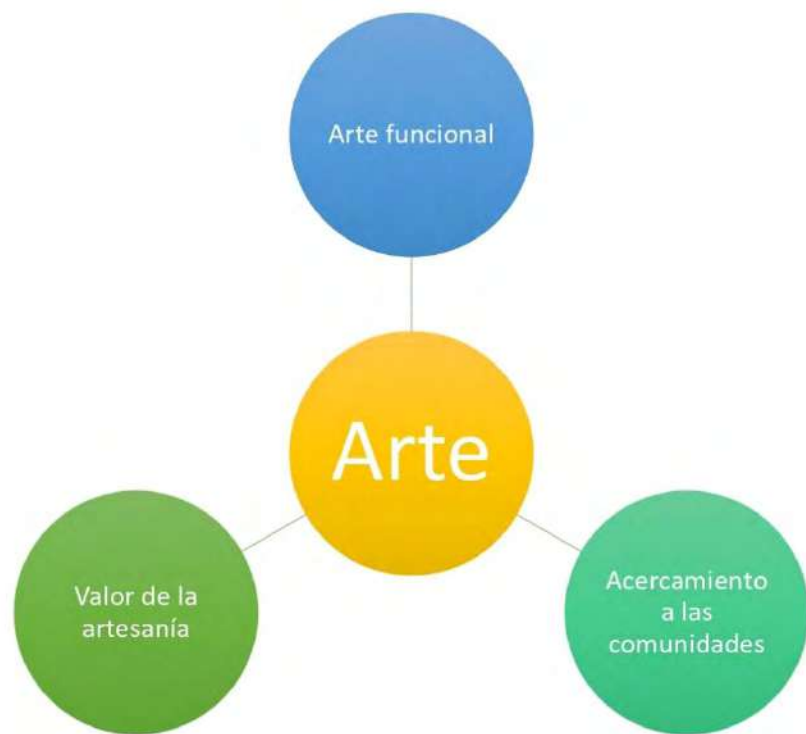 Arte funcional
Arte
Valor de la
artesanía
Acercamiento
a las
comunidades